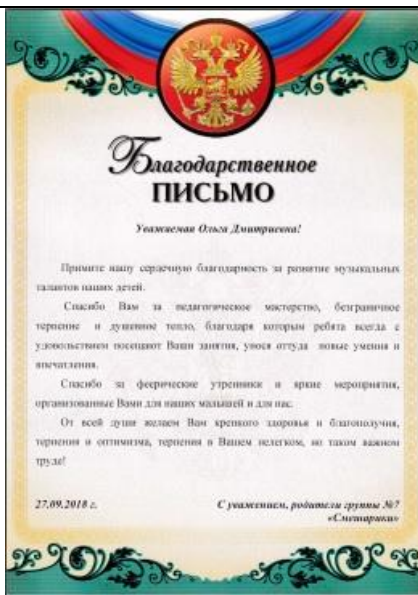 Благодарственное
ПИСЬМО
Уважаемая Ольга Дмитриевна!
Примите нашу сердечную благодарность за развитие музыкальных
талантов наших детей.
Спасибо Вам за педагогическое мастерство, безграничное
терпение и душевное тепло, благодаря которым ребята всегда с
удовольствием посещают Ваши занятия, унося оттуда новые умения и
впечатления.
Спасибо за феерические утренники и яркие мероприятия,
организованные Вами для наших малышей и для нас.
От всей души желаем Вам крепкого здоровья и благополучия,
терпения и оптимизма, терпения в Вашем нелегком, но таком важном
труде!
27.09.2018 г.
С уважением, родители группы №7
«Смешарики»